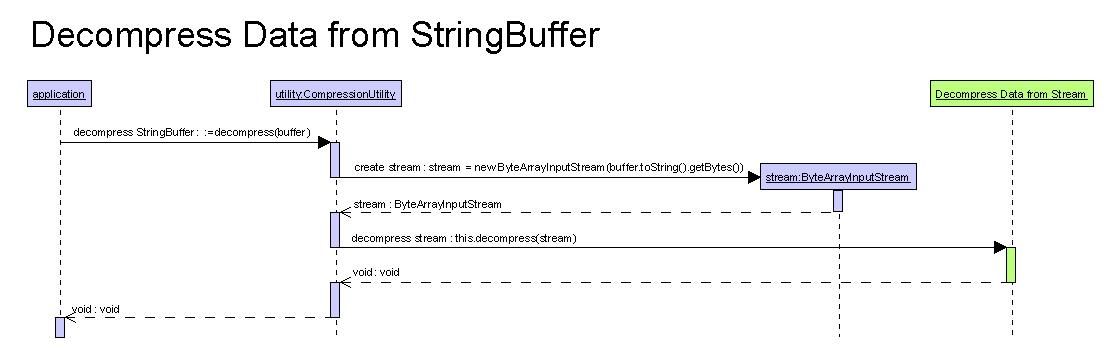 Decompress Data from StringBuffer
application
utility:CompressionUtility
Decompress Data from Stream
decompress StringBuffer : :=decompress(buffer)
create stream : stream = new ByteArrayInputStream(buffer.toString().getBytes())
stream:ByteArrayInputStream
stream : ByteArrayInputStream
decompress stream : this.decompress(stream)
void : void
void : void